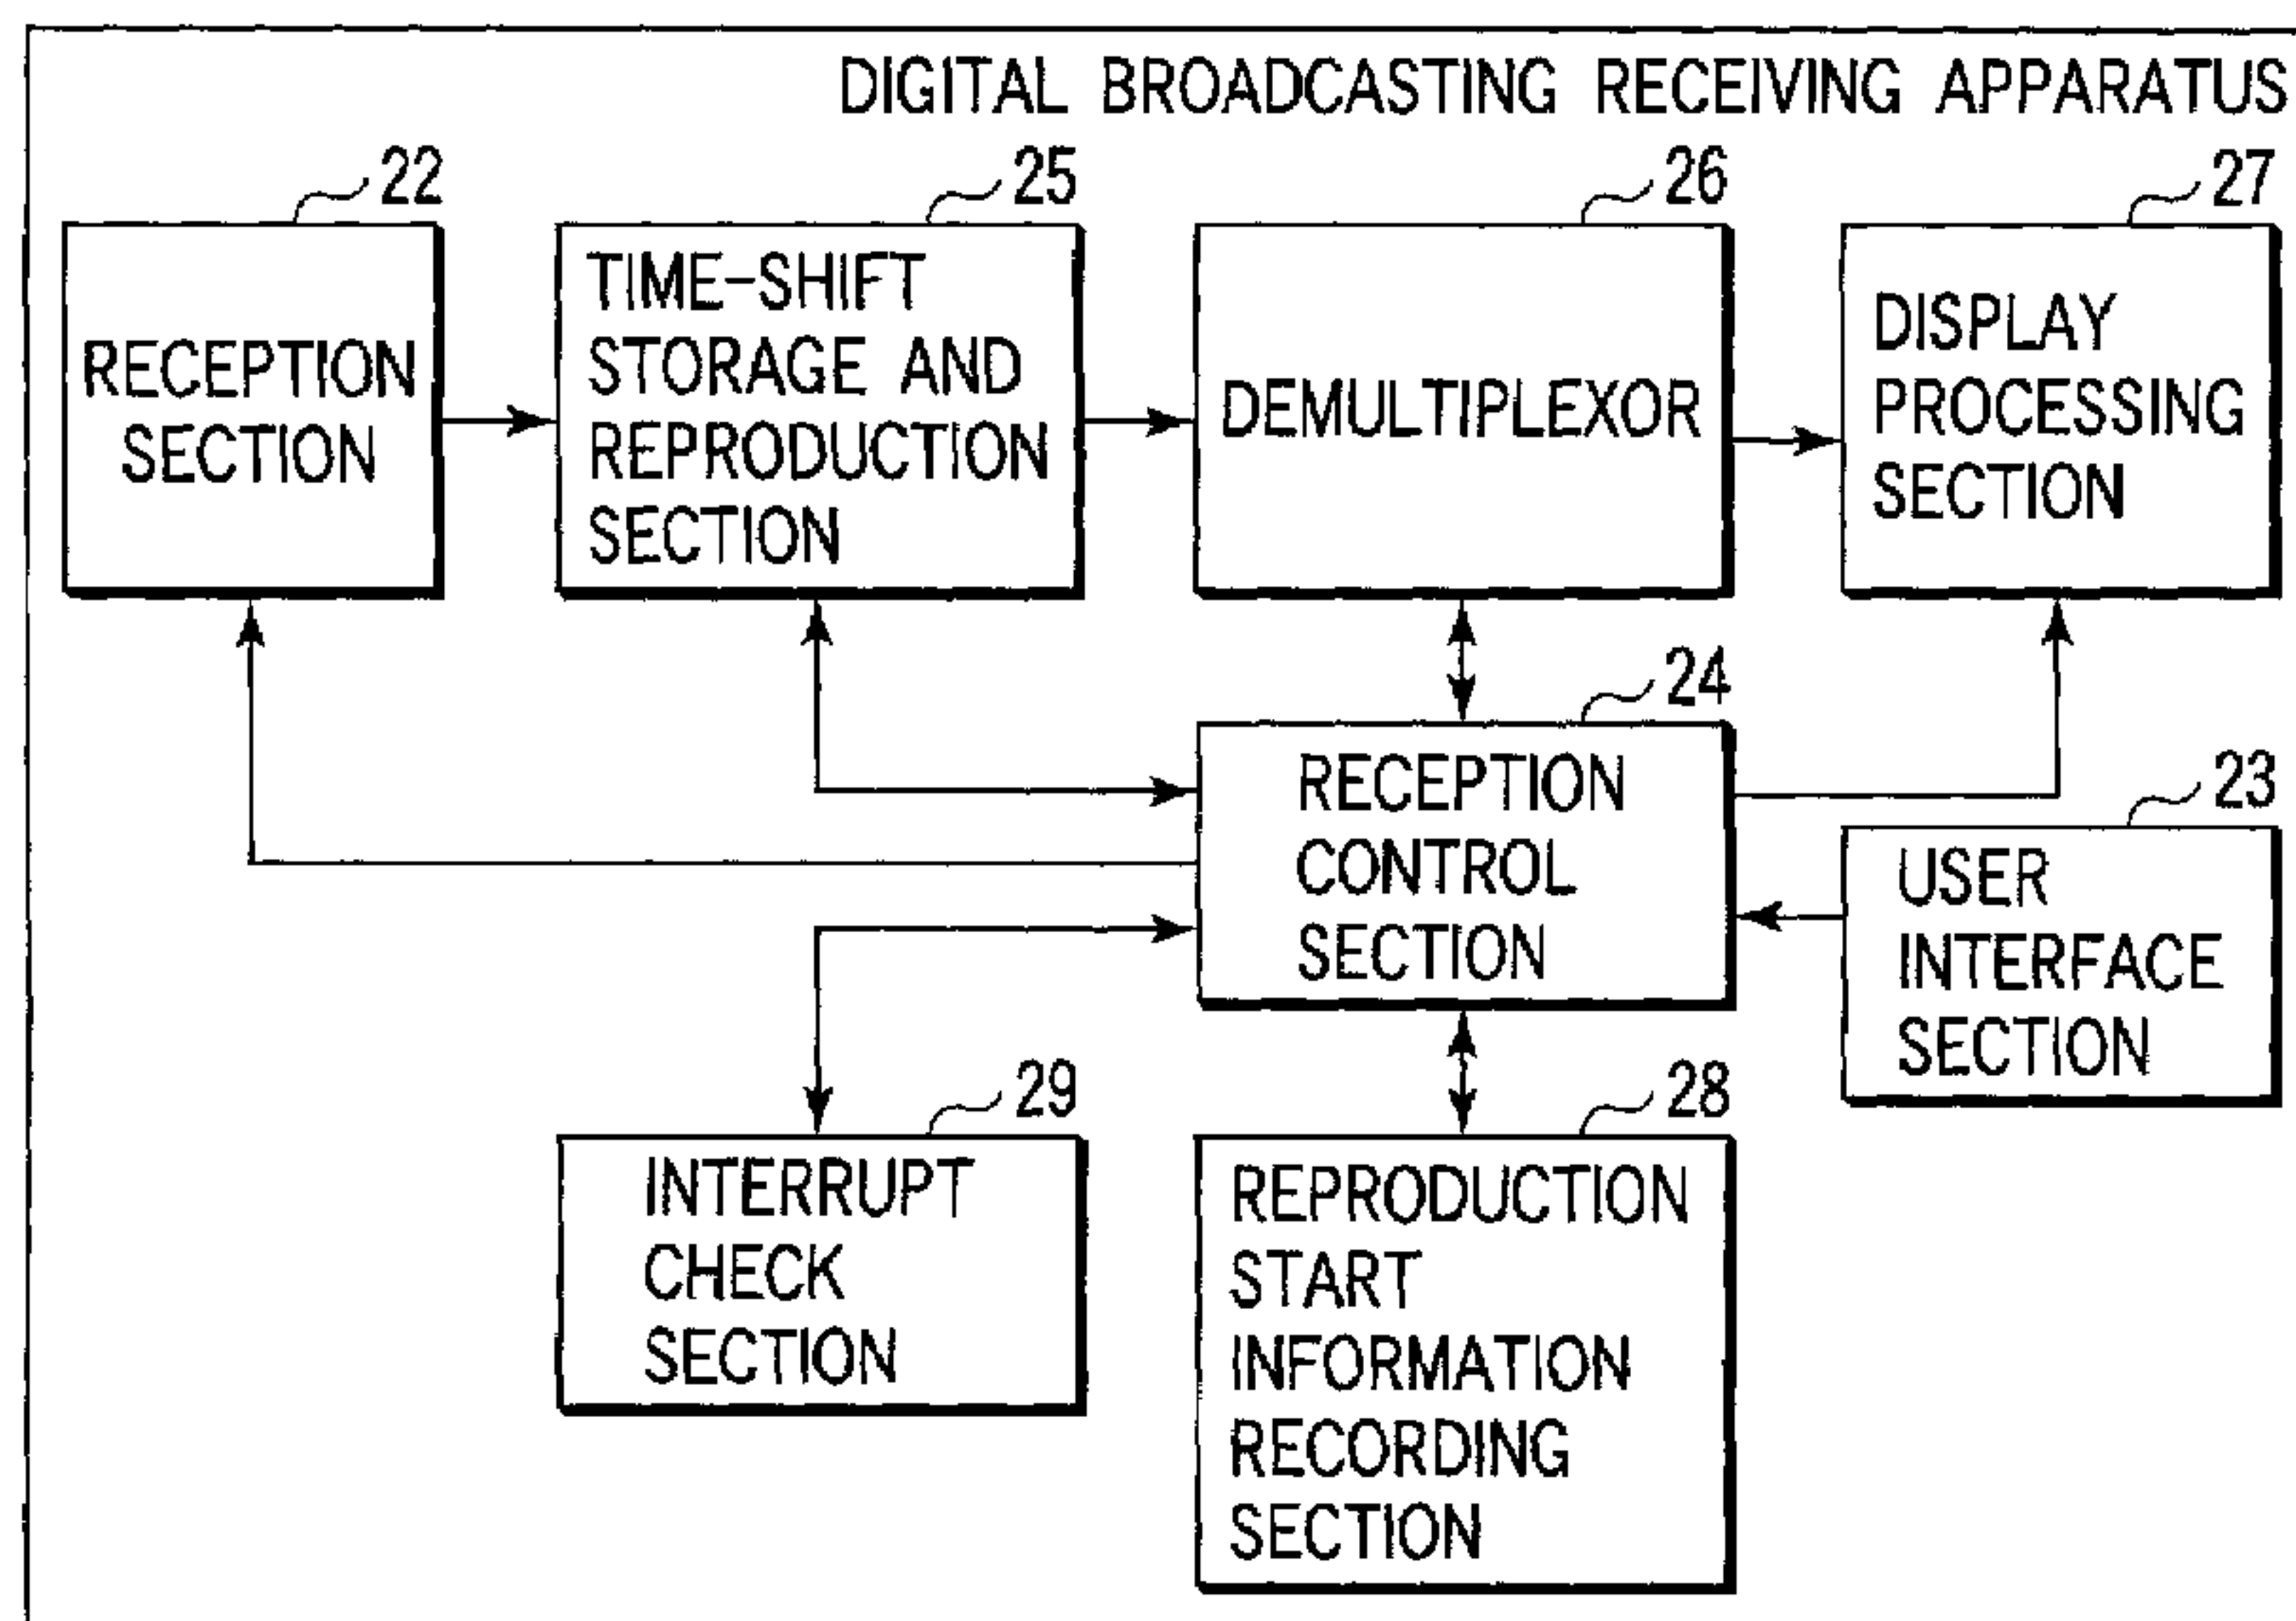 DIGITAL BROADCASTING RECEIVING APPARATUS
22
RECEPTION
SECTION
25
TIME-SHIFT
STORAGE AND
REPRODUCTION
SECTION
26
DEMULTIPLEXOR
27
DISPLAY
PROCESSING
SECTION
24
RECEPTION
CONTROL
SECTION
23
USER
INTERFACE
SECTION
29
INTERRUPT
CHECK
SECTION
28
REPRODUCTION
START
INFORMATION
RECORDING
SECTION